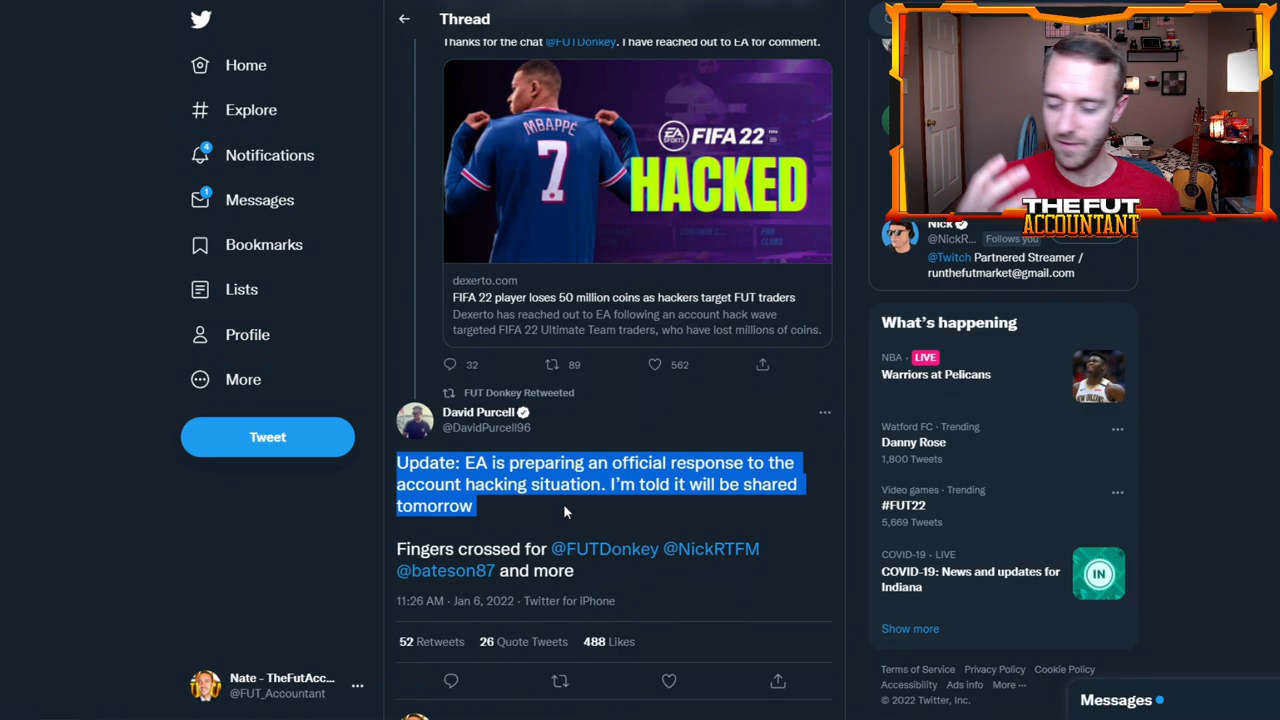 Home
Explore
4
Notifications
1
Messages
Bookmarks
Lists
Profile
More
Tweet
Nate - TheFutAcc...
@FUT_Accountant
Thread
Thanks for the chat @FUTDonkey. I have reached out to EA for comment.
MBAPPÉ
7
EA SPORTS FIFA 22
HACKED
dexerto.com
FIFA 22 player loses 50 million coins as hackers target FUT traders
Dexerto has reached out to EA following an account hack wave
targeted FIFA 22 Ultimate Team traders, who have lost millions of coins.
32 89 562
FUT Donkey Retweeted
David Purcell
@DavidPurcell96
Update: EA is preparing an official response to the
account hacking situation. I'm told it will be shared
tomorrow
Fingers crossed for @FUTDonkey @NickRTFM
@bateson87 and more
11:26 AM · Jan 6, 2022 · Twitter for iPhone
52 Retweets 26 Quote Tweets 488 Likes
THE FUT
ACCOUNTANT
Nick
@NickR... Follows you
@Twitch Partnered Streamer /
runthefutmarket@gmail.com
What's happening
NBA · LIVE
Warriors at Pelicans
Watford FC · Trending
Danny Rose
1,800 Tweets
Video games · Trending
#FUT22
5,669 Tweets
COVID-19 · LIVE
COVID-19: News and updates for
Indiana
IN
Show more
Terms of Service Privacy Policy Cookie Policy
Accessibility Ads info More ···
© 2022 Twitter, Inc.
Messages